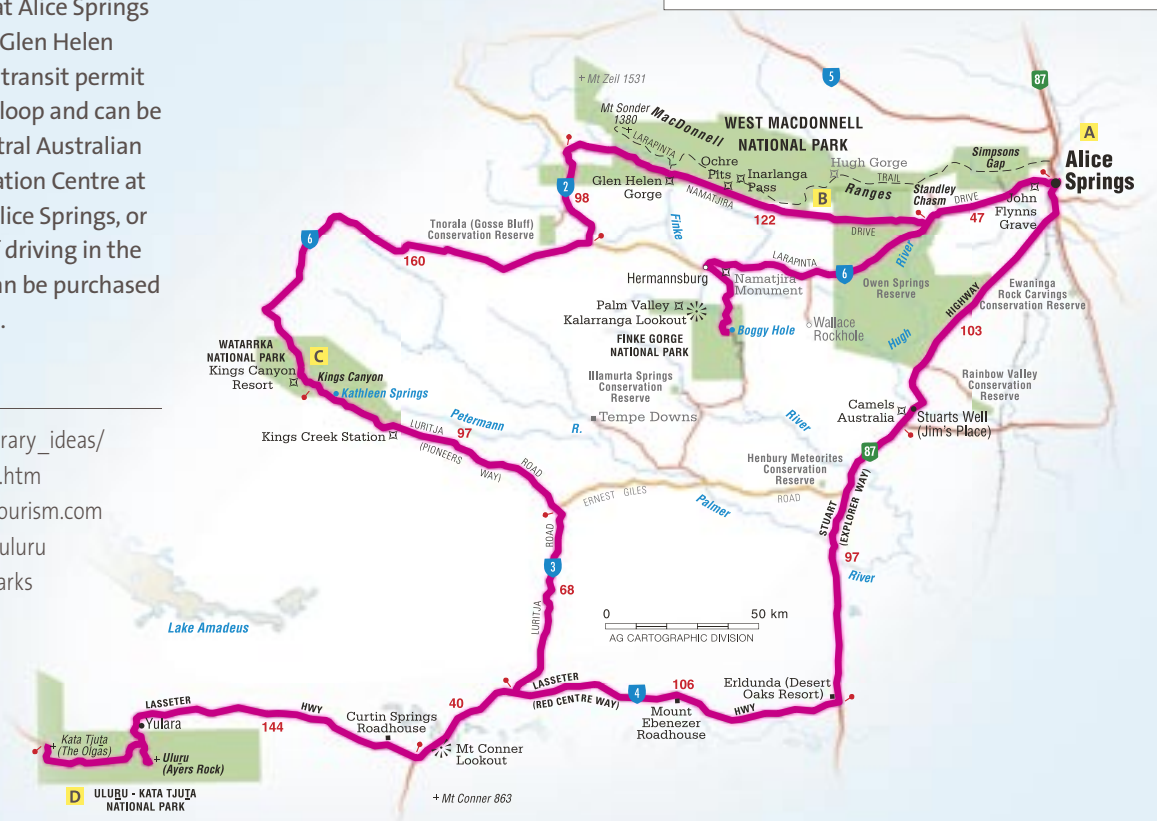 at Alice Springs
Glen Helen
transit permit
loop and can be
tral Australian
ation Centre at
lice Springs, or
driving in the
an be purchased
.
rary_ideas/
.htm
ourism.com
uluru
arks
5
87
A
Alice
Springs
+ Mt Zeil 1531
Mt Sonder
1380
MacDonnell
WEST MACDONNELL
NATIONAL PARK
LARAPINTA
Ochre
Pits
Inarlanga
Pass
Hugh Gorge
TRAIL
Simpsons
Gap
Glen Helen
Gorge
NAMATJIRA
Ranges
B
Standley
Chasm
DRIVE
John
Flynns
Grave
2
98
122
DRIVE
47
Finke
Tnorala (Gosse Bluff)
Conservation Reserve
6
160
Hermannsburg
LARAPINTA
6
River
Namatjira
Monument
Owen Springs
Reserve
Ewaninga
Rock Carvings
Conservation Reserve
Palm Valley
Kalarranga Lookout
Boggy Hole
Wallace
Rockhole
Hugh
HIGHWAY
103
FINKE GORGE
NATIONAL PARK
WATARRKA
NATIONAL PARK
C
Kings Canyon
Resort
Kings Canyon
Kathleen Springs
Illamurta Springs
Conservation
Reserve
Rainbow Valley
Conservation
Reserve
Petermann
R.
Tempe Downs
River
Camels
Australia
Stuarts Well
(Jim's Place)
Kings Creek Station
LURITJA
97
(PIONEERS
WAY)
ROAD
87
Henbury Meteorites
Conservation
Reserve
ERNEST GILES
ROAD
Palmer
STUART
(EXPLORER WAY)
97
River
ROAD
3
68
LURITJA
0
50 km
AG CARTOGRAPHIC DIVISION
Lake Amadeus
LASSETER
(RED CENTRE WAY)
4
106
HWY
Erldunda (Desert
Oaks Resort)
Mount
Ebenezer
Roadhouse
40
LASSETER
HWY
144
Yulara
Curtin Springs
Roadhouse
Mt Conner
Lookout
+ Kata Tjuṯa
(The Olgas)
+ Uluṟu
(Ayers Rock)
D
ULUṞU - KATA TJUṮA
NATIONAL PARK
+ Mt Conner 863